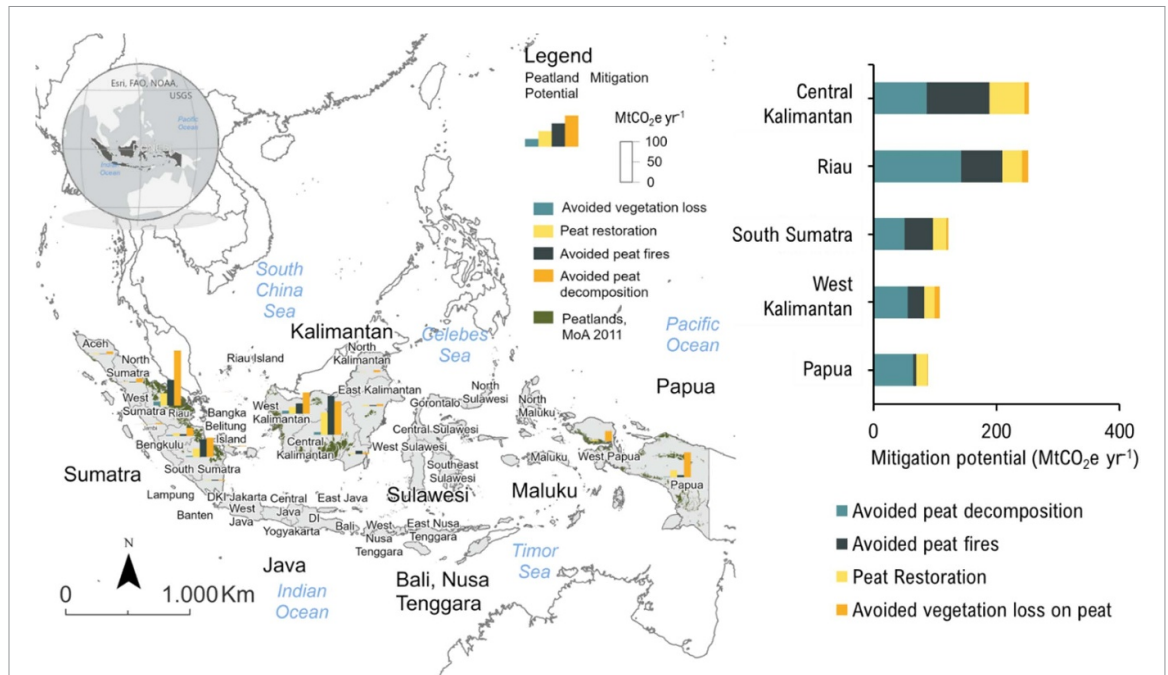 Esri, FAO, NOAA,
USGS
Pacific
Ocean
Indian
Ocean
Legend
Peatland Mitigation
Potential
MtCO₂e yr⁻¹
100
50
0
Avoided vegetation loss
Peat restoration
Avoided peat fires
Avoided peat
decomposition
Peatlands,
MoA 2011
South
China
Sea
Celebes
Sea
Pacific
Ocean
Kalimantan
Papua
Aceh
North
Sumatra
Riau Island
North
Kalimantan
West
Sumatra
Riau
Bangka
Belitung
Island
West
Kalimantan
East Kalimantan
Gorontalo
North
Sulawesi
North
Maluku
Bengkulu
South Sumatra
Central
Kalimantan
Central Sulawesi
West Sulawesi
Southeast
Sulawesi
Maluku
West Papua
Papua
Sumatra
Sulawesi
Maluku
Lampung
DKI Jakarta
Central
Java
East Java
Banten
West
Java
DI
Yogyakarta
Bali
West
Nusa
Tenggara
East Nusa
Tenggara
Java
Bali, Nusa
Tenggara
Timor
Sea
Indian
Ocean
N
0 1.000 Km
Central
Kalimantan
Riau
South Sumatra
West
Kalimantan
Papua
0 200 400
Mitigation potential (MtCO₂e yr⁻¹)
Avoided peat decomposition
Avoided peat fires
Peat Restoration
Avoided vegetation loss on peat